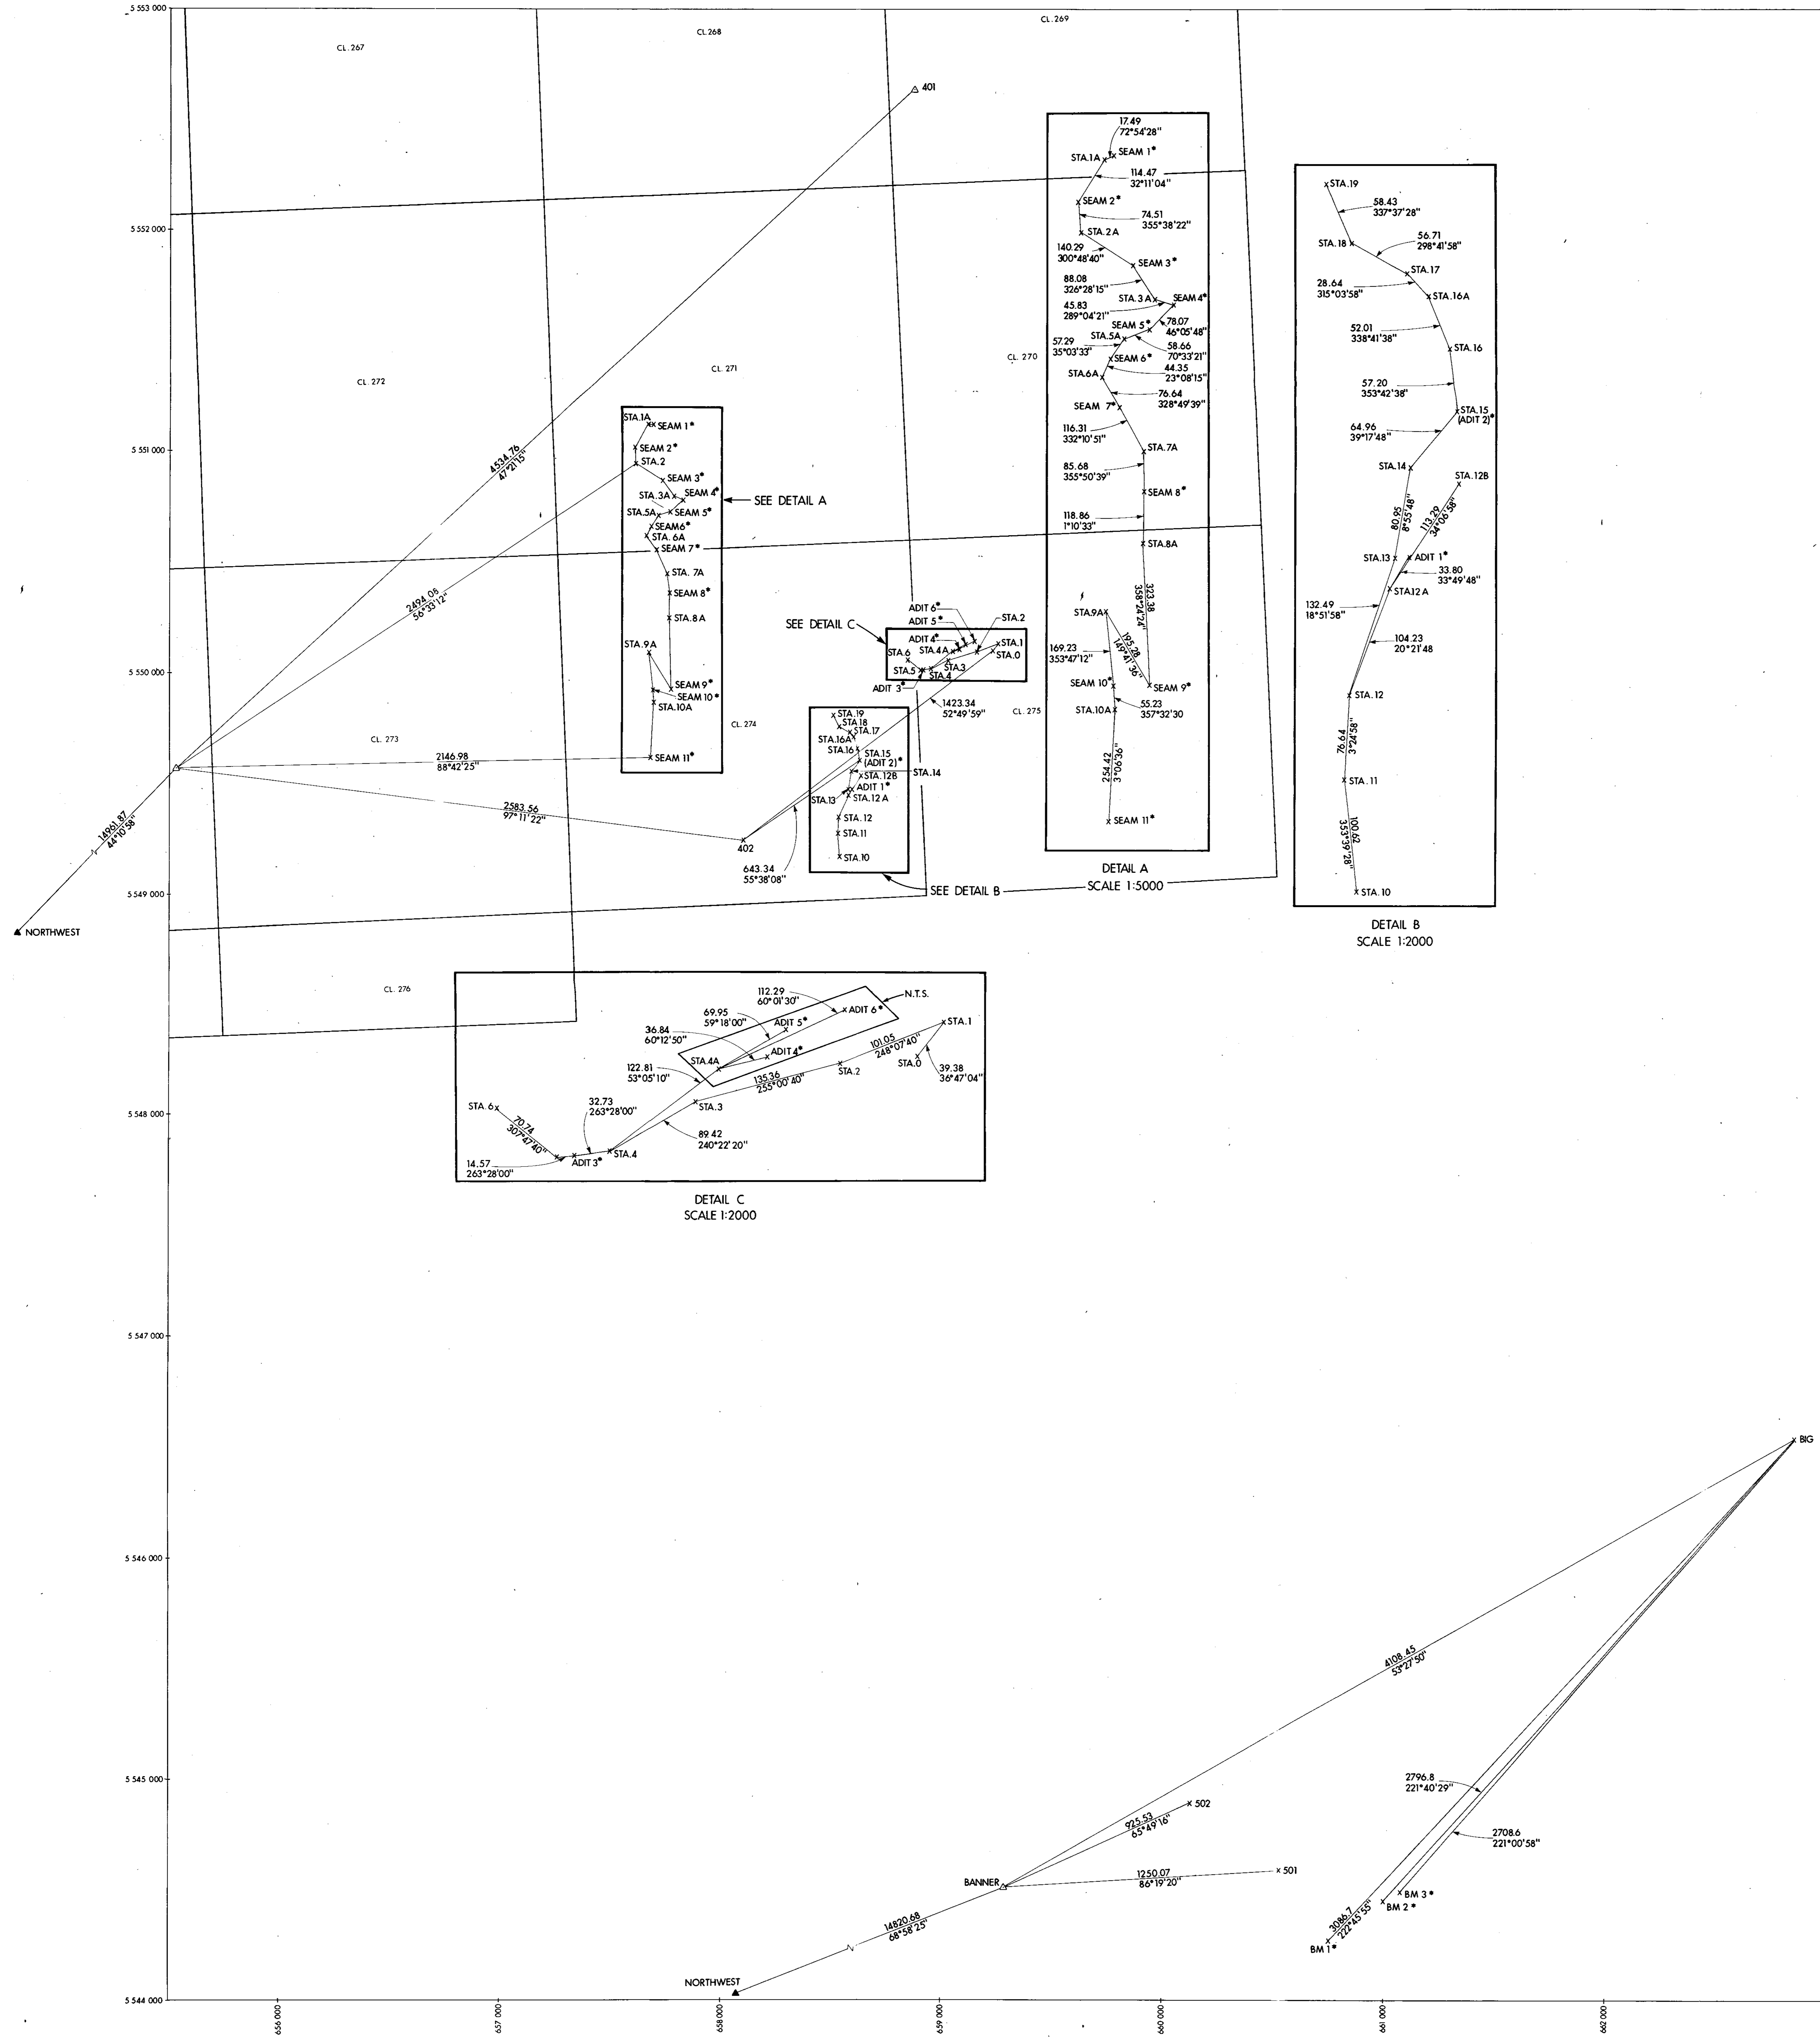 5 553 000
CL. 267
CL. 268
CL. 269
401
5 552 000
5 551 000
5 550 000
5 549 000
5 548 000
5 547 000
5 546 000
5 545 000
5 544 000
CL. 272
CL. 271
CL. 270
CL. 273
CL. 274
CL. 275
CL. 276
4534.76
47°21'15"
2494.08
56°33'12"
2146.98
88°42'25"
2583.56
97°11'22"
14961.87
44°10'58"
NORTHWEST
402
643.34
55°38'08"
1423.34
52°49'59"
STA.1A
SEAM 1*
SEAM 2*
STA.2
SEAM 3*
STA.3A
SEAM 4*
STA.5A
SEAM 5*
SEAM6*
STA. 6A
SEAM 7*
STA. 7A
SEAM 8*
STA.8A
STA.9A
SEAM 9*
SEAM 10*
STA.10A
SEAM 11*
SEE DETAIL A
SEE DETAIL C
ADIT 6*
ADIT 5*
STA.2
ADIT 4*
STA.4A
STA.1
STA.0
STA.6
STA.3
STA.5
STA.4
ADIT 3*
STA.19
STA.18
STA.17
STA.16A
STA.16
STA.15
(ADIT 2)*
STA.14
STA.12B
ADIT 1*
STA.13
STA.12 A
STA. 12
STA.11
STA.10
SEE DETAIL B
17.49
72°54'28"
STA.1A
SEAM 1*
114.47
32°11'04"
SEAM 2*
74.51
355°38'22"
STA.2A
140.29
300°48'40"
SEAM 3*
88.08
326°28'15"
STA. 3A
SEAM 4*
45.83
289°04'21"
SEAM 5*
78.07
46°05'48"
STA.5A
57.29
35°03'33"
58.66
70°33'21"
SEAM 6*
44.35
23°08'15"
STA.6A
76.64
328°49'39"
SEAM 7*
116.31
332°10'51"
STA.7A
85.68
355°50'39"
SEAM 8*
118.86
1°10'33"
STA.8A
323.38
358°24'24"
STA.9A
195.28
149°41'36"
169.23
353°47'12"
SEAM 10*
SEAM 9*
55.23
357°32'30
STA.10A
254.42
3°06'36"
SEAM 11*
DETAIL A
SCALE 1:5000
STA.19
58.43
337°37'28"
STA.18
56.71
298°41'58"
STA.17
28.64
315°03'58"
STA.16A
52.01
338°41'38"
STA.16
57.20
353°42'38"
STA.15
(ADIT 2)*
64.96
39°17'48"
STA.14
STA.12B
80.95
8°55'48"
113.29
34°06'58"
STA.13
ADIT 1*
33.80
33°49'48"
STA.12 A
132.49
18°51'58"
104.23
20°21'48
STA.12
76.64
3°24'58"
STA.11
100.62
353°39'28"
STA.10
DETAIL B
SCALE 1:2000
112.29
60°01'30"
N.T.S.
69.95
59°18'00"
ADIT 6*
ADIT 5*
36.84
60°12'50"
ADIT 4*
STA.1
STA.4A
101.05
248°07'40"
STA.0
122.81
53°05'10"
STA.2
39.38
36°47'04"
135.36
255°00'40"
STA.6
32.73
263°28'00"
STA.3
70.74
307°47'40"
89.42
240°22'20"
STA.4
14.57
263°28'00"
ADIT 3*
DETAIL C
SCALE 1:2000
BIG
4108.45
53°27'50"
2796.8
221°40'29"
502
925.53
65°49'16"
2708.6
221°00'58"
1250.07
86°19'20"
501
BANNER
BM 3*
BM 2*
3086.7
222°45'55"
BM 1*
14820.68
68°58'25"
NORTHWEST
656 000
657 000
658 000
659 000
660 000
661 000
662 000